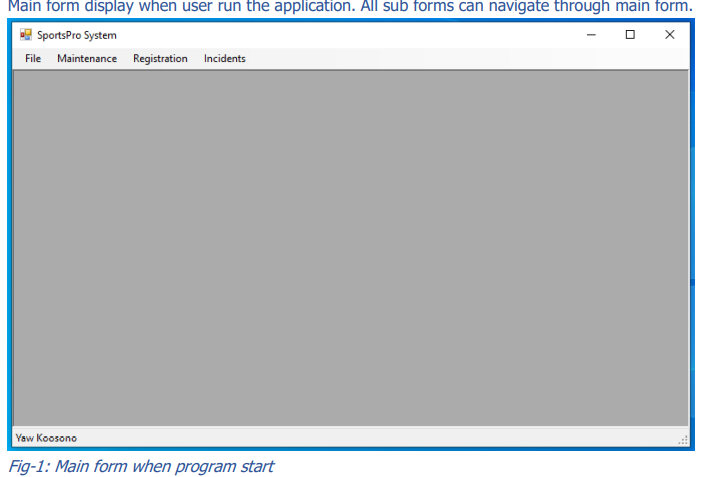 Main form display when user run the application. All sub forms can navigate through main form.
SportsPro System
File Maintenance Registration Incidents
Yaw Koosono
Fig-1: Main form when program start